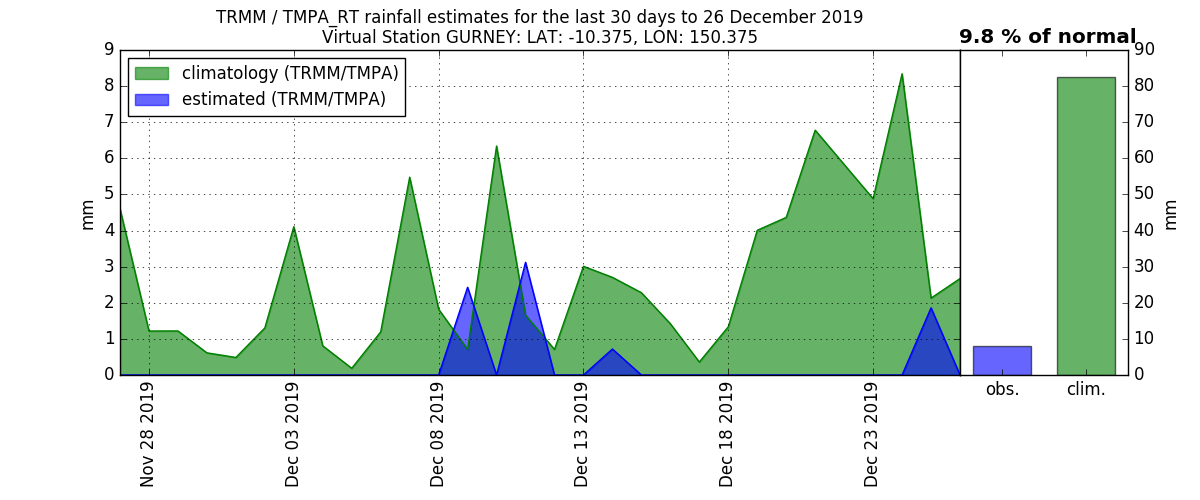 TRMM / TMPA_RT rainfall estimates for the last 30 days to 26 December 2019
Virtual Station GURNEY: LAT: -10.375, LON: 150.375
9.8 % of normal
climatology (TRMM/TMPA)
estimated (TRMM/TMPA)
9
8
7
6
5
4
3
2
1
0
mm
Nov 28 2019
Dec 03 2019
Dec 08 2019
Dec 13 2019
Dec 18 2019
Dec 23 2019
90
80
70
60
50
40
30
20
10
0
mm
obs.
clim.